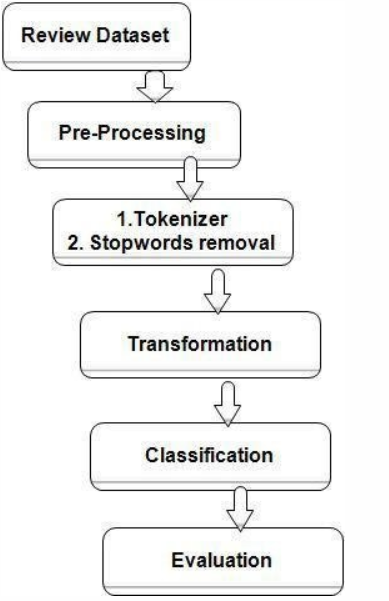 Review Dataset
Pre-Processing
1.Tokenizer
2. Stopwords removal
Transformation
Classification
Evaluation